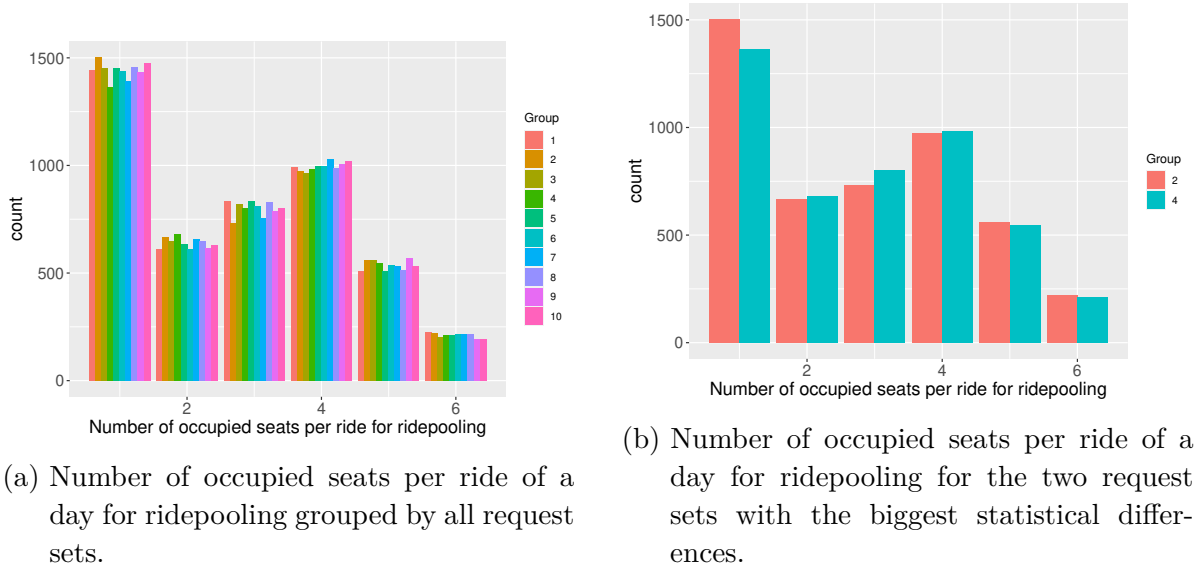 1500
1000
500
0
count
2
4
6
Number of occupied seats per ride for ridepooling
Group
1
2
3
4
5
6
7
8
9
10
(a) Number of occupied seats per ride of a
day for ridepooling grouped by all request
sets.
1500
1000
500
0
count
2
4
6
Number of occupied seats per ride for ridepooling
Group
2
4
(b) Number of occupied seats per ride of a
day for ridepooling for the two request
sets with the biggest statistical differ-
ences.